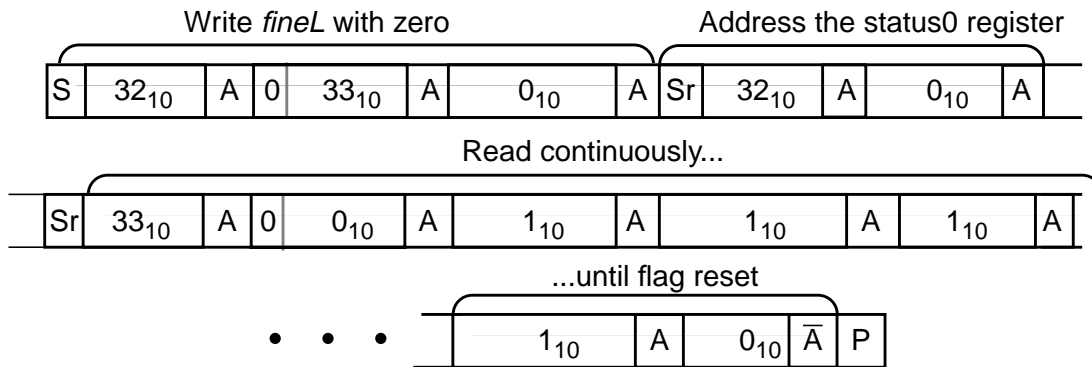 Write fineL with zero Address the status0 register
S 32₁₀ A 0 33₁₀ A 0₁₀ A Sr 32₁₀ A 0₁₀ A
Read continuously...
Sr 33₁₀ A 0 0₁₀ A 1₁₀ A 1₁₀ A 1₁₀ A
...until flag reset
• • • 1₁₀ A 0₁₀ A̅ P